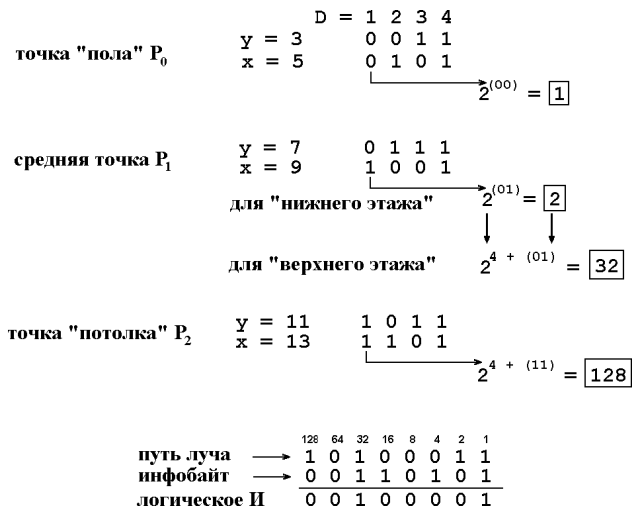 D = 1 2 3 4
точка "пола" P0
y = 3 0 0 1 1
x = 5 0 1 0 1
2(00) = 1
средняя точка P1
y = 7 0 1 1 1
x = 9 1 0 0 1
для "нижнего этажа" 2(01) = 2
для "верхнего этажа" 24 + (01) = 32
точка "потолка" P2
y = 11 1 0 1 1
x = 13 1 1 0 1
24 + (11) = 128
128 64 32 16 8 4 2 1
путь луча 1 0 1 0 0 0 1 1
инфобайт 0 0 1 1 0 1 0 1
логическое И 0 0 1 0 0 0 0 1